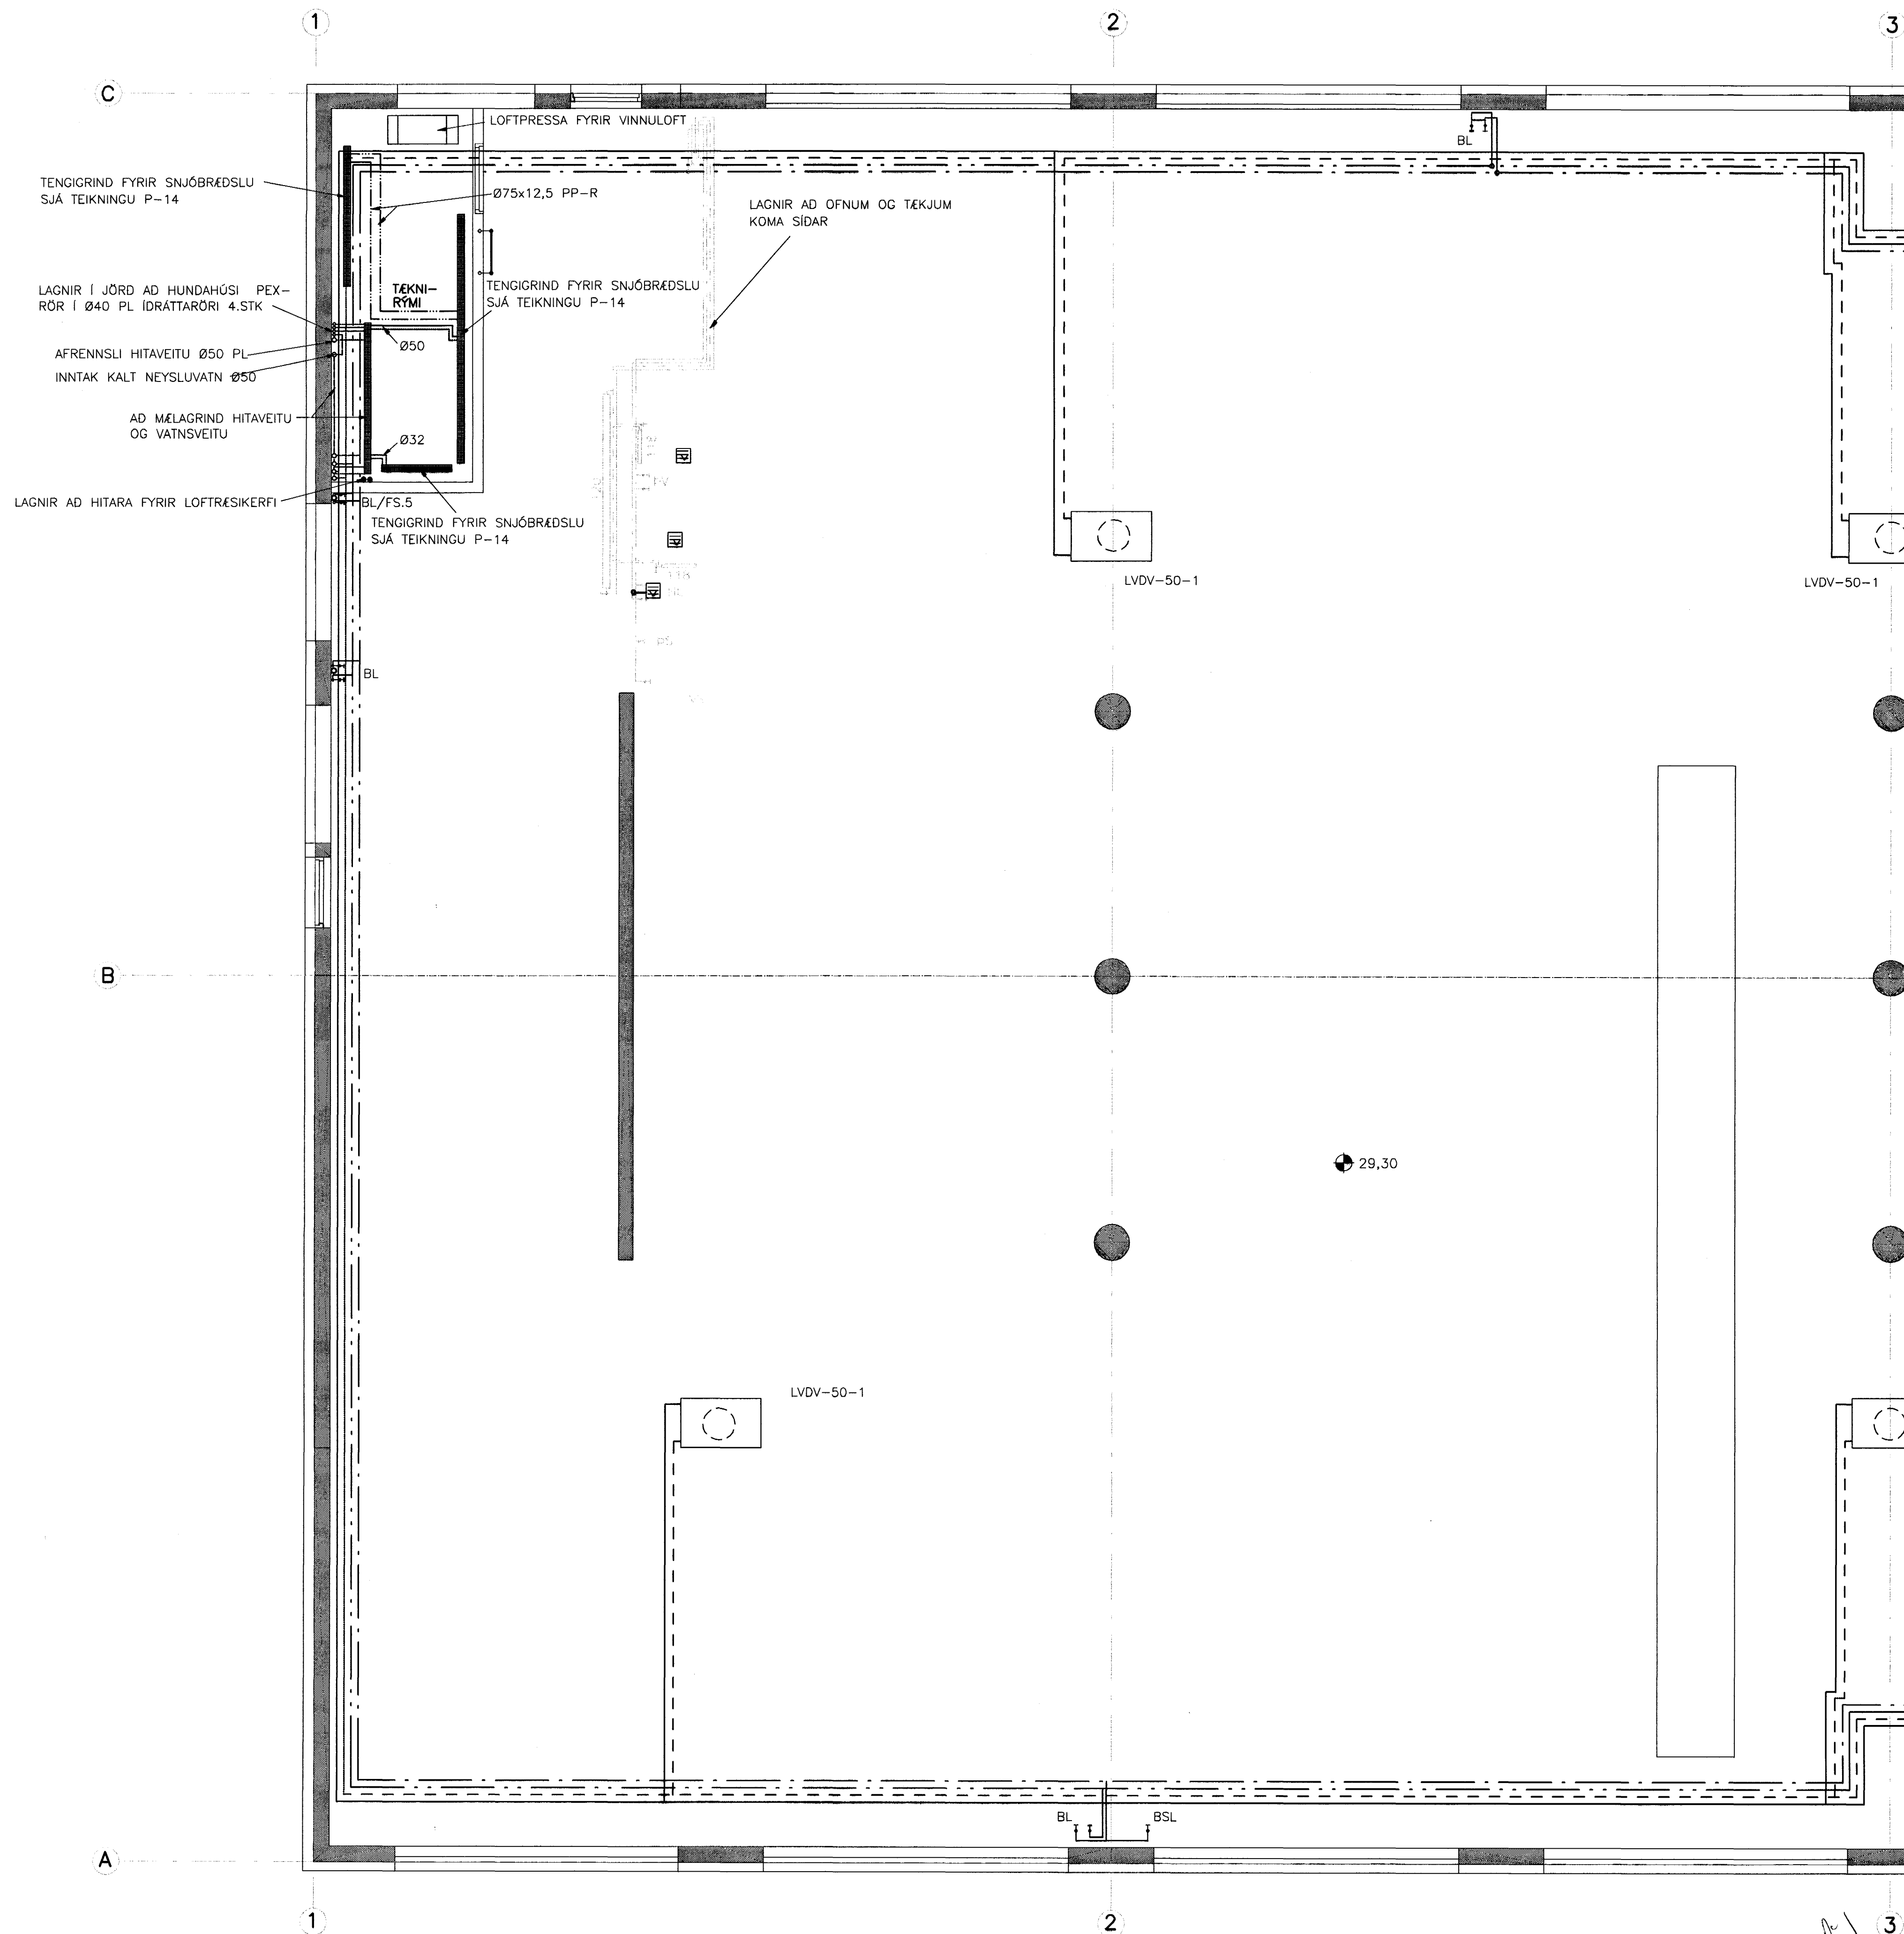 1
2
3
C
LOFTPRESSA FYRIR VINNULOFT
BL
TENGIGRIND FYRIR SNJÓBRÆDSLU
SJÁ TEIKNINGU P-14
Ø75x12,5 PP-R
LAGNIR AD OFNUM OG TÆKJUM
KOMA SÍDAR
TÆKNI-
RÝMI
TENGIGRIND FYRIR SNJÓBRÆDSLU
SJÁ TEIKNINGU P-14
LAGNIR Í JÖRD AD HUNDAHÚSI PEX-
RÖR Í Ø40 PL ÍDRÁTTARÖRI 4.STK
Ø50
AFRENNSLI HITAVEITU Ø50 PL
INNTAK KALT NEYSLUVATN Ø50
AD MÆLAGRIND HITAVEITU
OG VATNSVEITU
Ø32
LAGNIR AD HITARA FYRIR LOFTRÆSIKERFI
BL/FS.5
TENGIGRIND FYRIR SNJÓBRÆDSLU
SJÁ TEIKNINGU P-14
LVDV-50-1
LVDV-50-1
BL
B
29,30
LVDV-50-1
BL
BSL
A
1
2
3